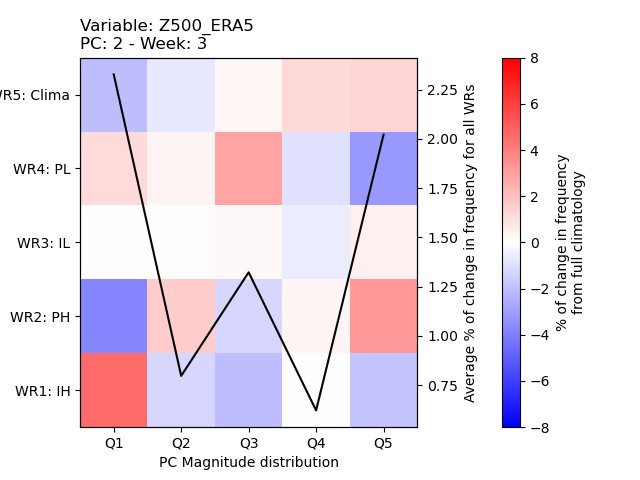 Variable: Z500_ERA5
PC: 2 - Week: 3
WR5: Clima
WR4: PL
WR3: IL
WR2: PH
WR1: IH
Q1 Q2 Q3 Q4 Q5
PC Magnitude distribution
2.25
2.00
1.75
1.50
1.25
1.00
0.75
Average % of change in frequency for all WRs
8
6
4
2
0
−2
−4
−6
−8
% of change in frequency
from full climatology